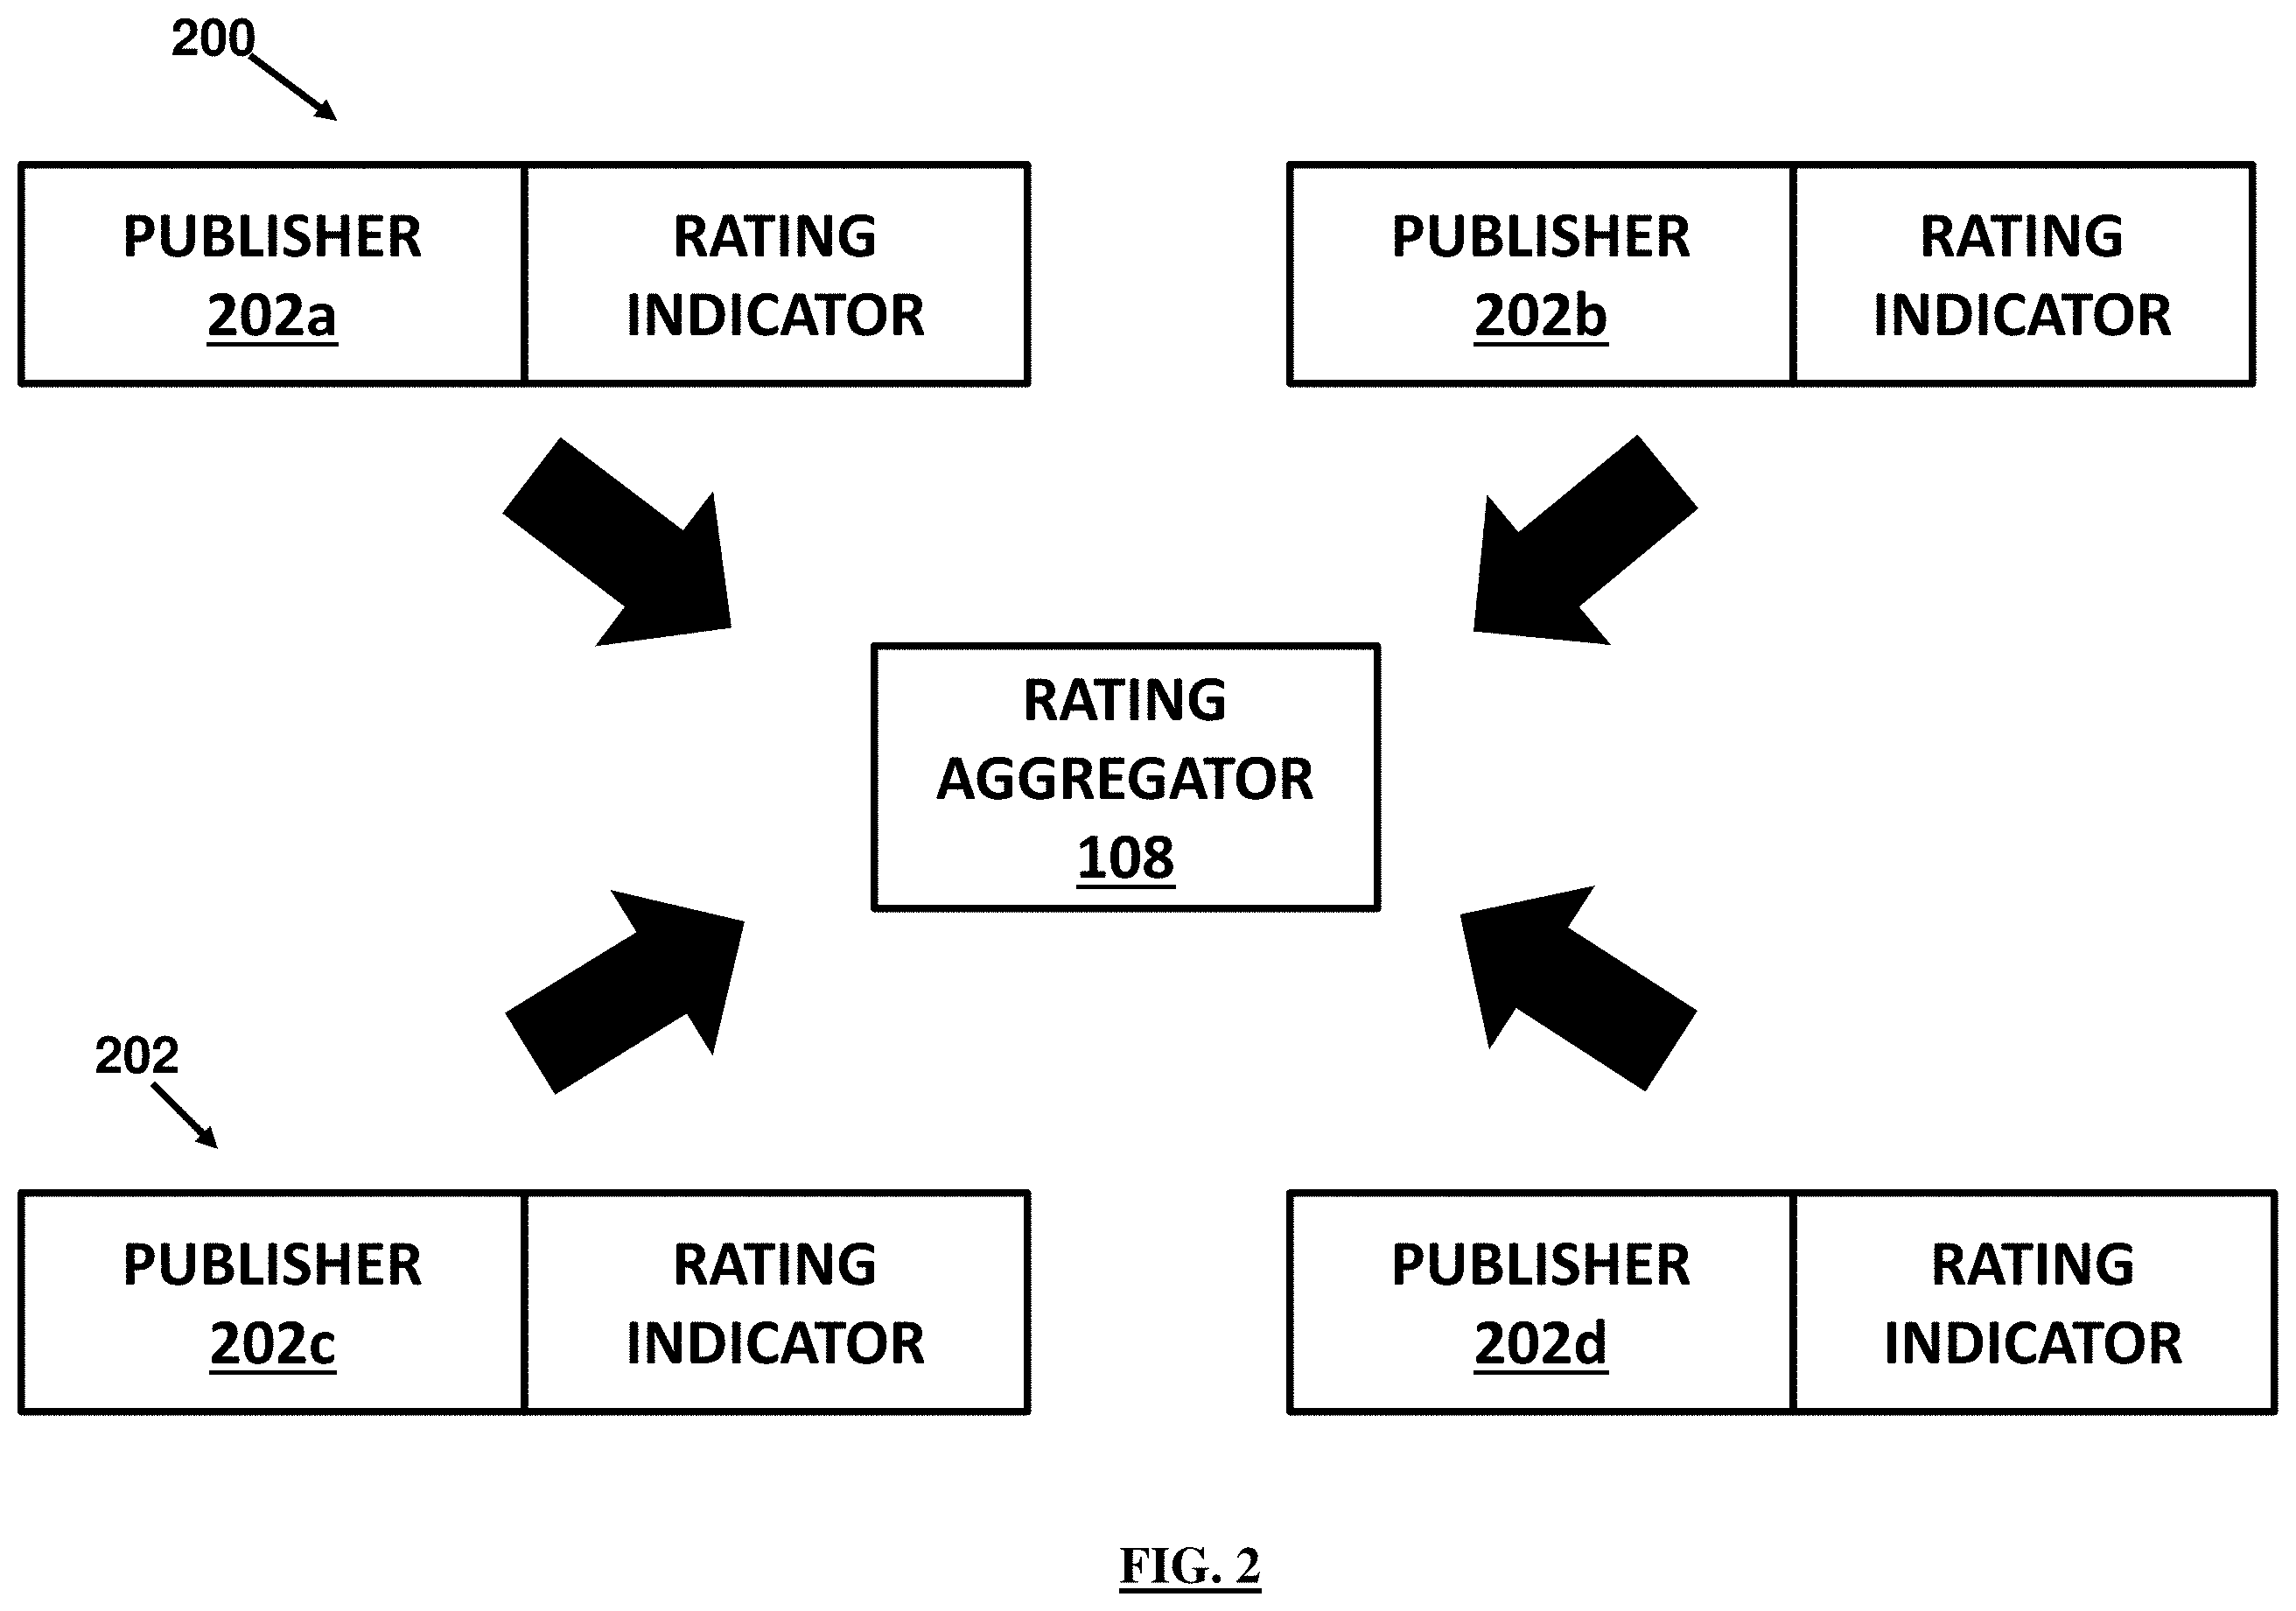 200
PUBLISHER
202a
RATING
INDICATOR
PUBLISHER
202b
RATING
INDICATOR
RATING
AGGREGATOR
108
202
PUBLISHER
202c
RATING
INDICATOR
PUBLISHER
202d
RATING
INDICATOR
FIG. 2